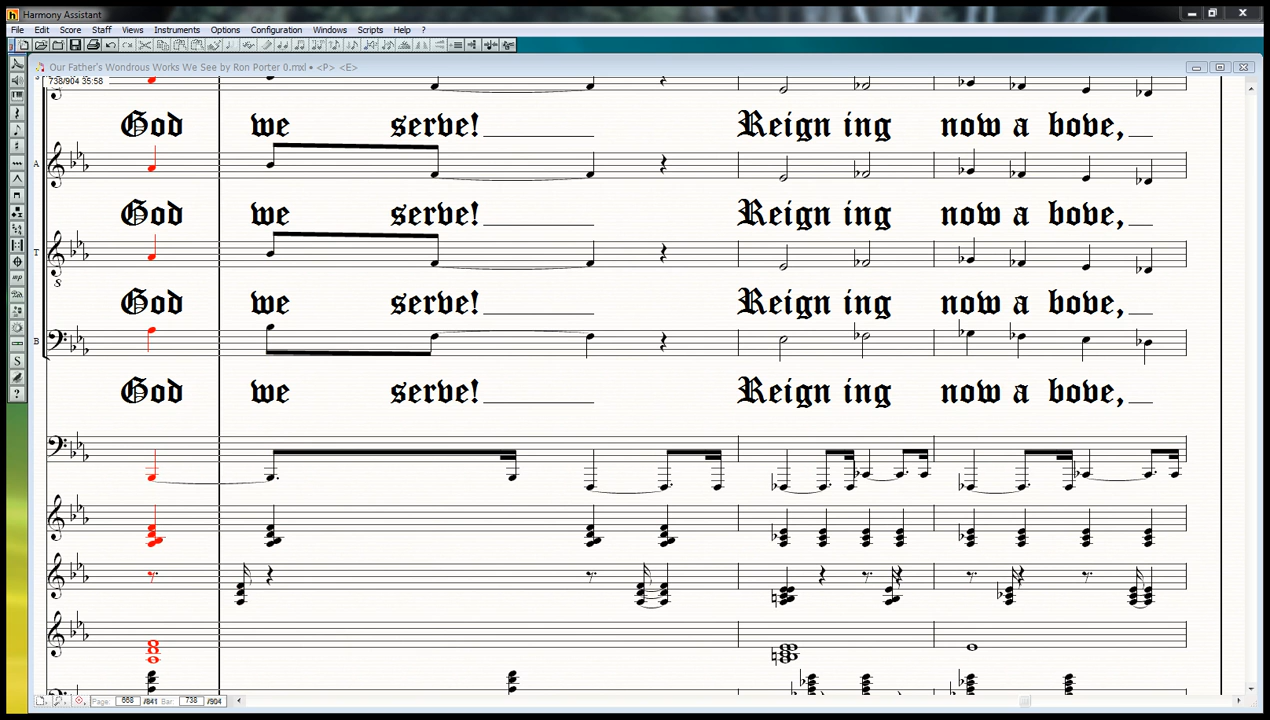 Harmony Assistant
File Edit Score Staff Views Instruments Options Configuration Windows Scripts Help ?
Our Father's Wondrous Works We See by Ron Porter 0.mxl • <P> <E>
738/904 35:58
God we serve! Reign ing now a bove,
A
God we serve! Reign ing now a bove,
T
8
God we serve! Reign ing now a bove,
B
God we serve! Reign ing now a bove,
Page: 668 /841 Bar: 738 /904